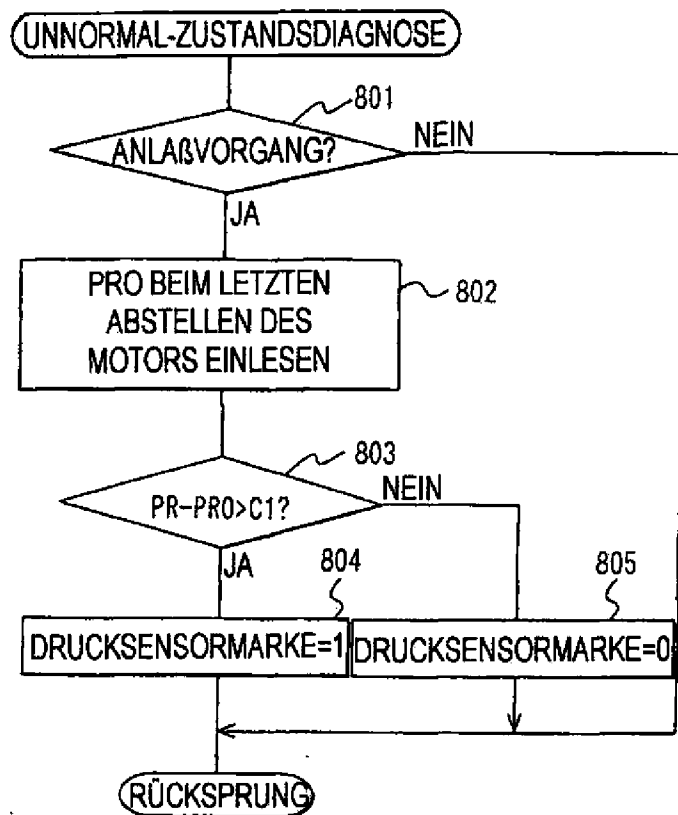 UNNORMAL-ZUSTANDSDIAGNOSE
801
ANLAßVORGANG?
NEIN
JA
PRO BEIM LETZTEN
ABSTELLEN DES
MOTORS EINLESEN
802
803
PR-PRO>C1?
NEIN
JA
804
805
DRUCKSENSORMARKE=1
DRUCKSENSORMARKE=0
RÜCKSPRUNG